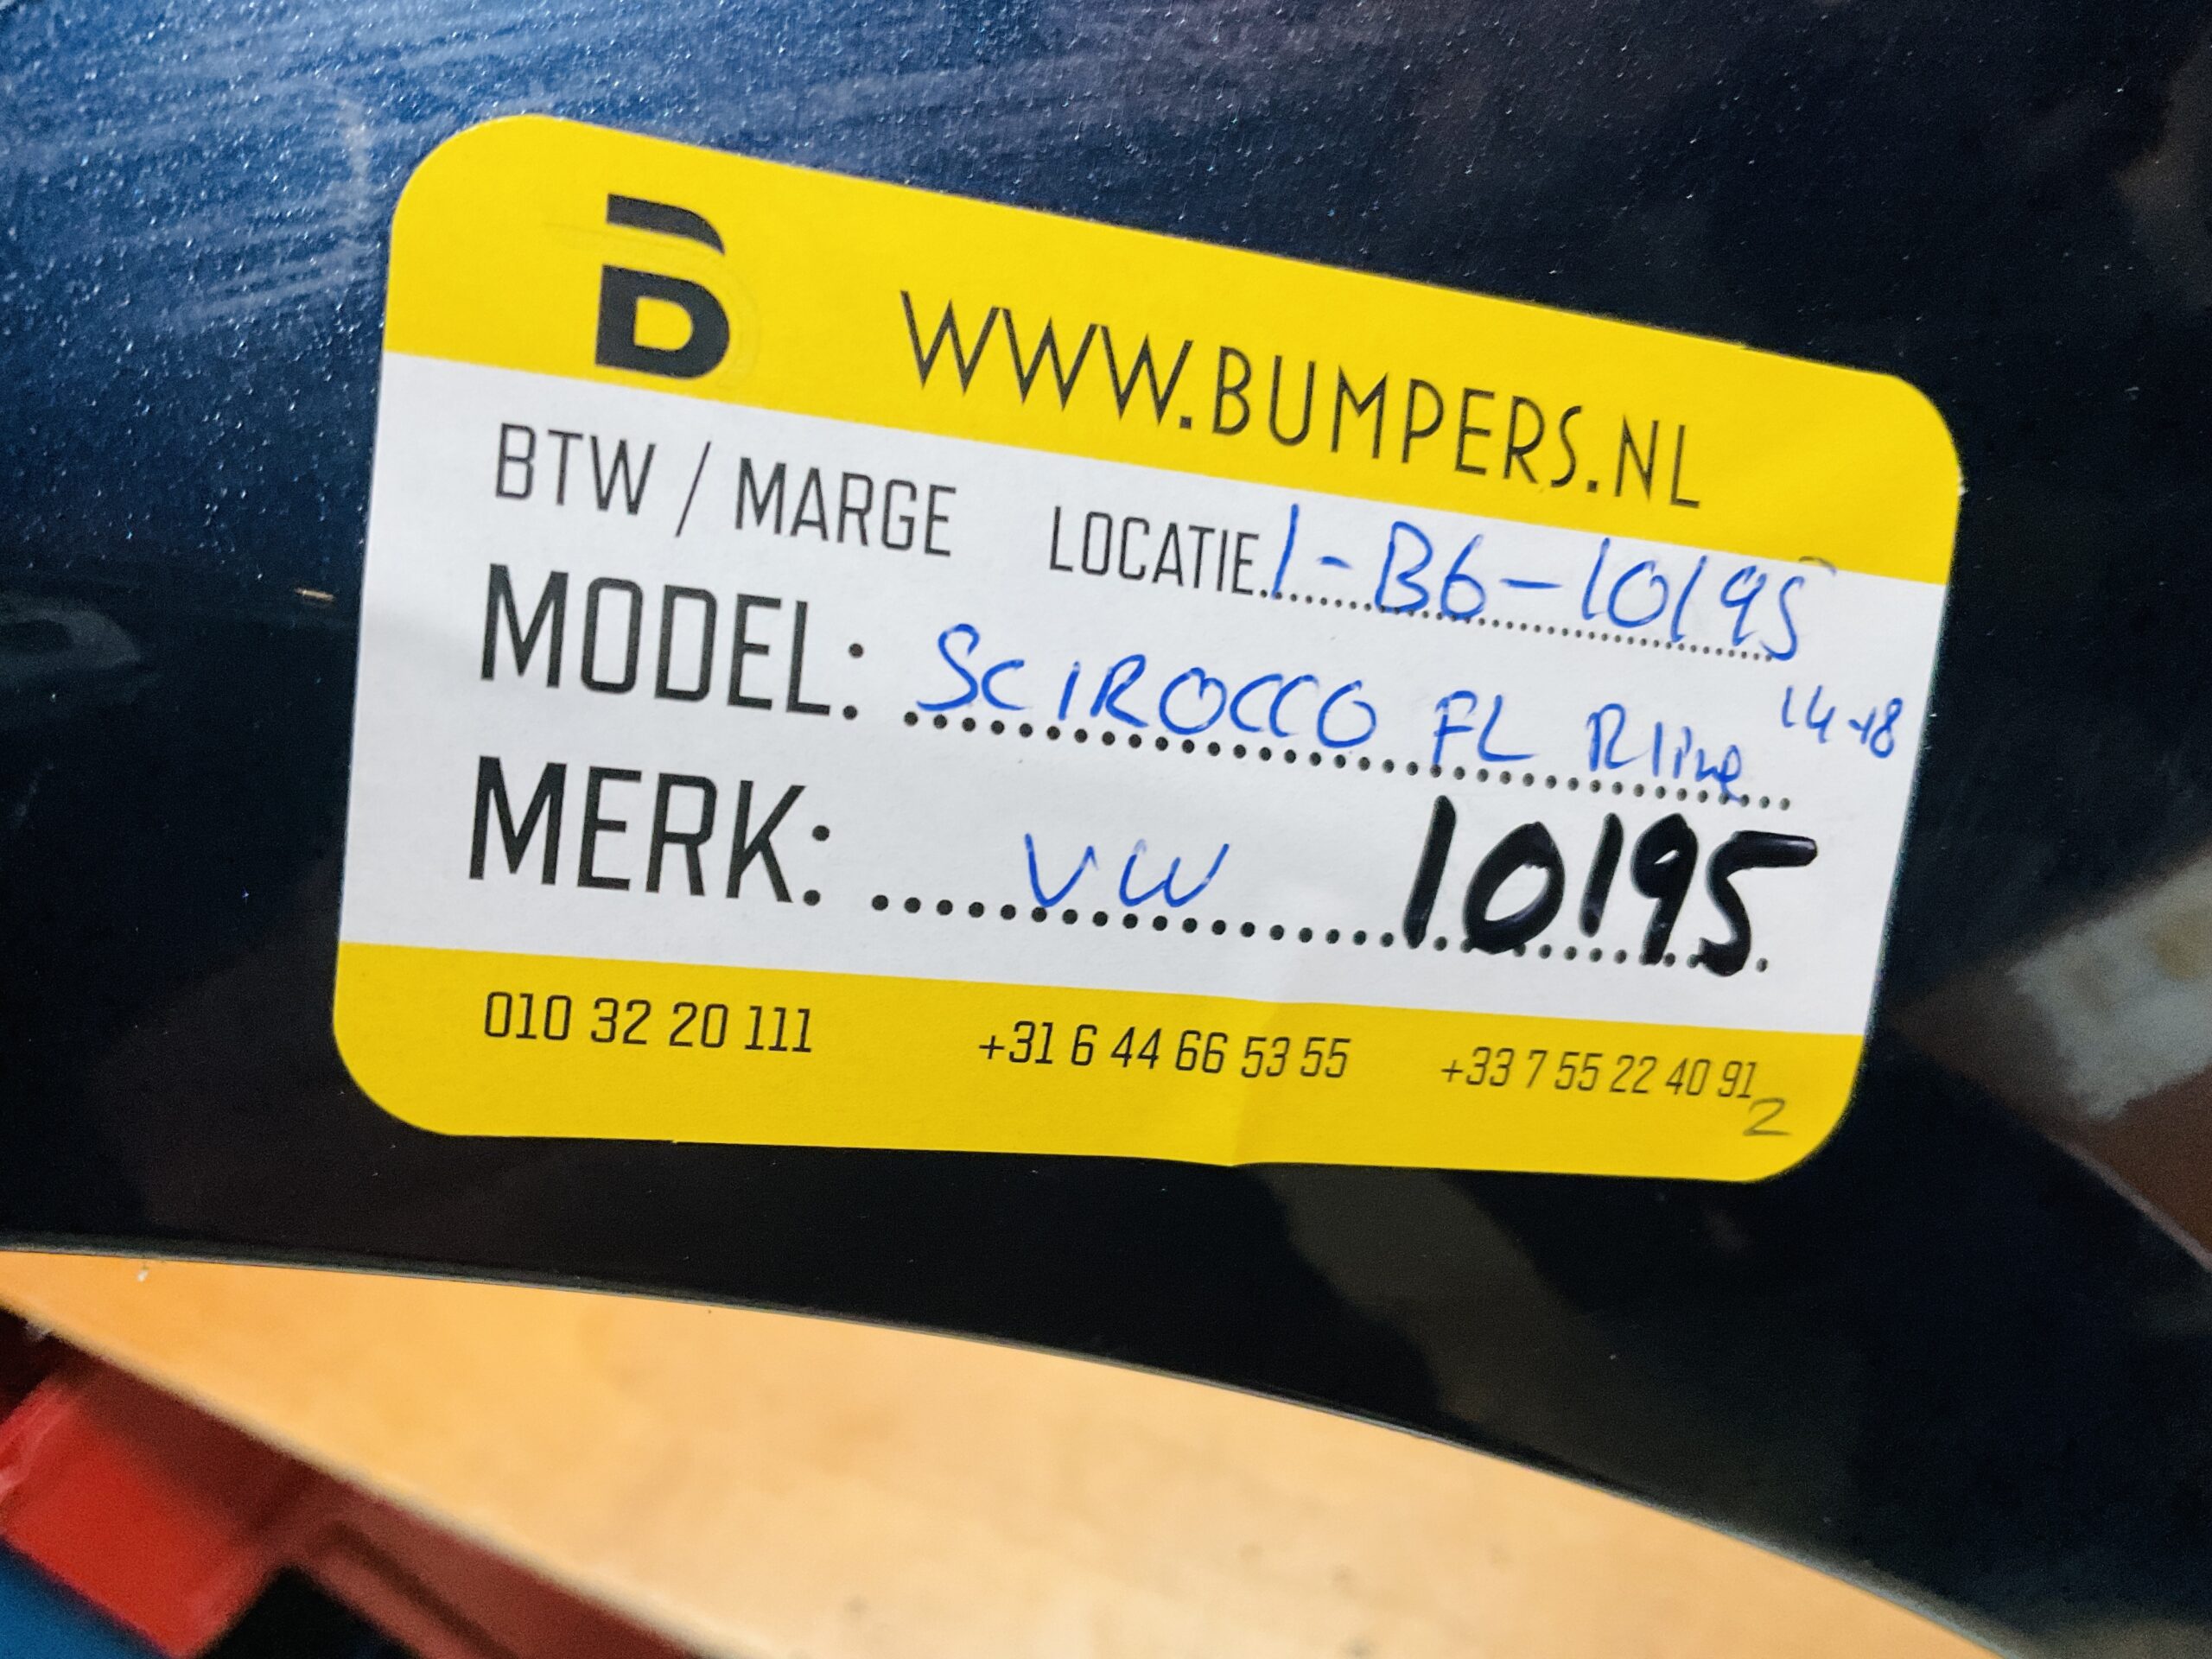 B WWW.BUMPERS.NL
BTW / MARGE LOCATIE 1-B6-10195
MODEL: SCIROCCO FL Rline 14-18
MERK: VW 10195
010 32 20 111 +31 6 44 66 53 55 +33 7 55 22 40 91
2